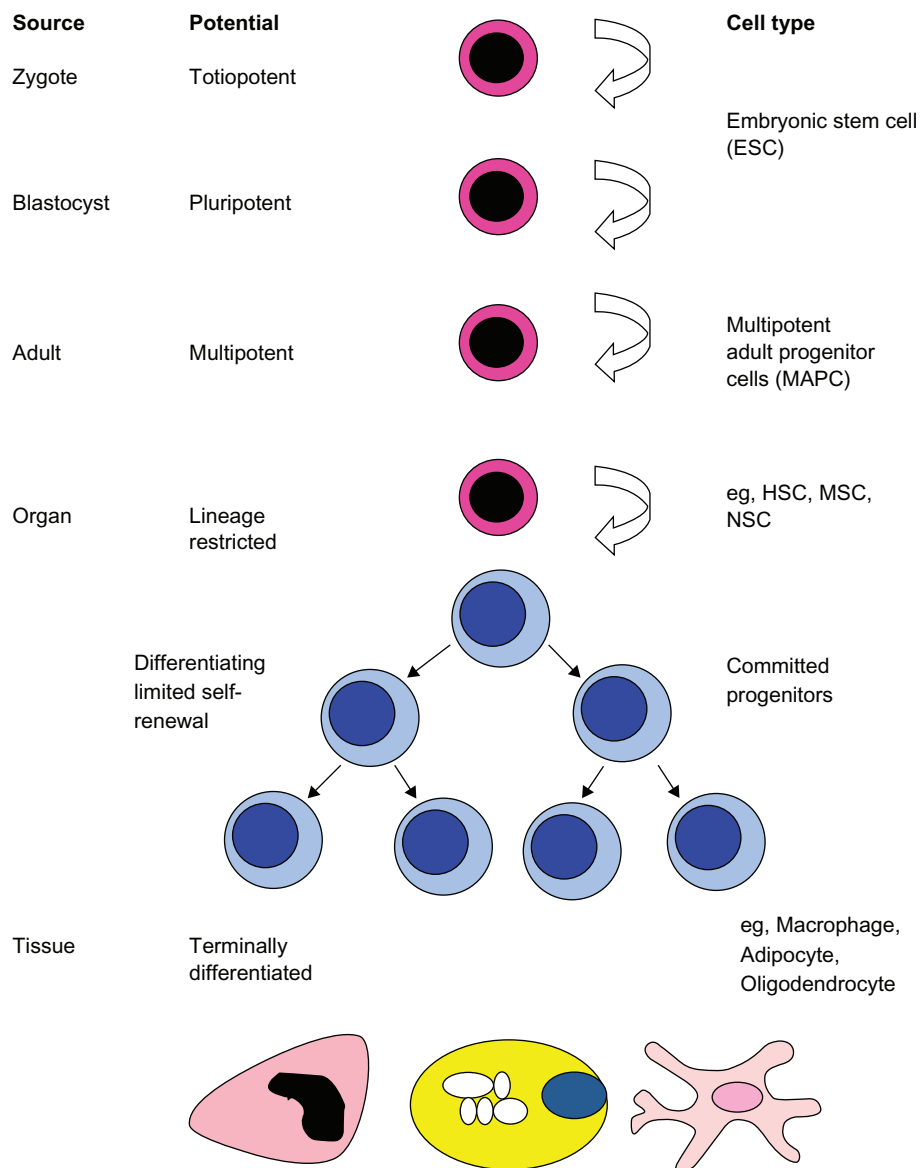 Source Potential Cell type
Zygote Totiopotent
Embryonic stem cell
(ESC)
Blastocyst Pluripotent
Multipotent
adult progenitor
cells (MAPC)
Adult Multipotent
eg, HSC, MSC,
NSC
Organ Lineage
restricted
Differentiating
limited self-
renewal
Committed
progenitors
Tissue Terminally
differentiated
eg, Macrophage,
Adipocyte,
Oligodendrocyte